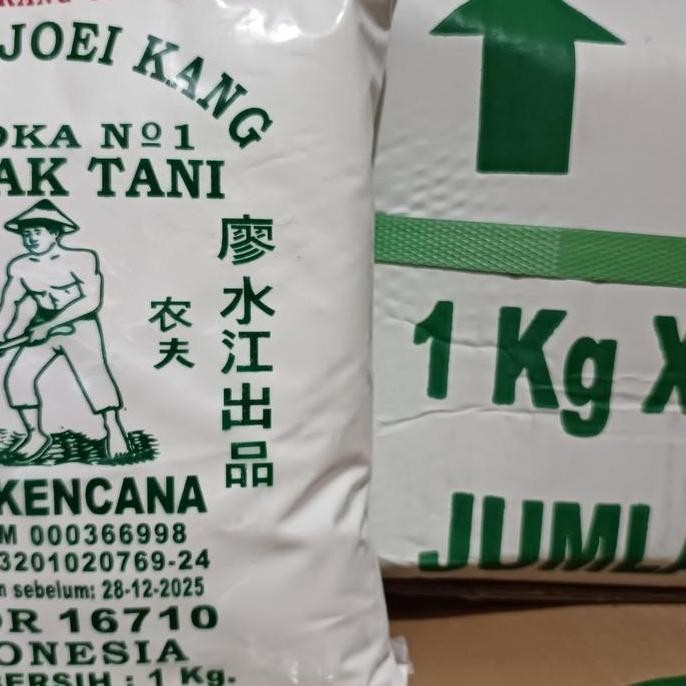 JOEI KANG
OKA Nº1
AK TANI
廖水江出品
农夫
KENCANA
M 000366998
3201020769-24
n sebelum: 28-12-2025
OR 16710
ONESIA
BERSIH : 1 Kg.
1 Kg X
JUML